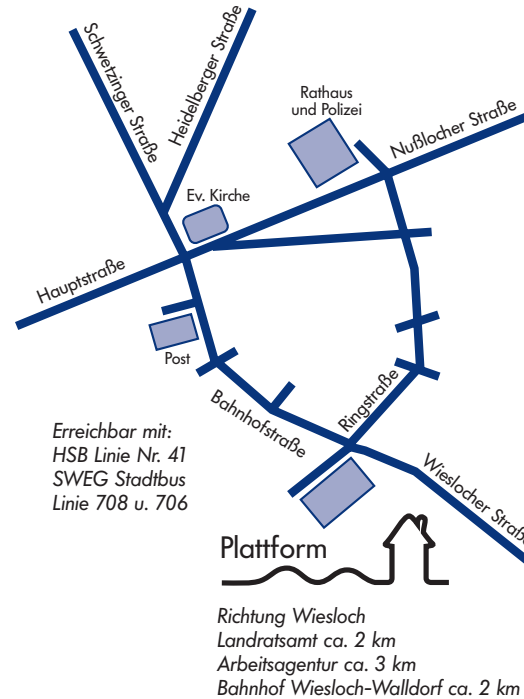 Schwetzinger Straße
Heidelberger Straße
Rathaus
und Polizei
Nußlocher Straße
Ev. Kirche
Hauptstraße
Post
Bahnhofstraße
Ringstraße
Wieslocher Straße
Erreichbar mit:
HSB Linie Nr. 41
SWEG Stadtbus
Linie 708 u. 706
Plattform
Richtung Wiesloch
Landratsamt ca. 2 km
Arbeitsagentur ca. 3 km
Bahnhof Wiesloch-Walldorf ca. 2 km